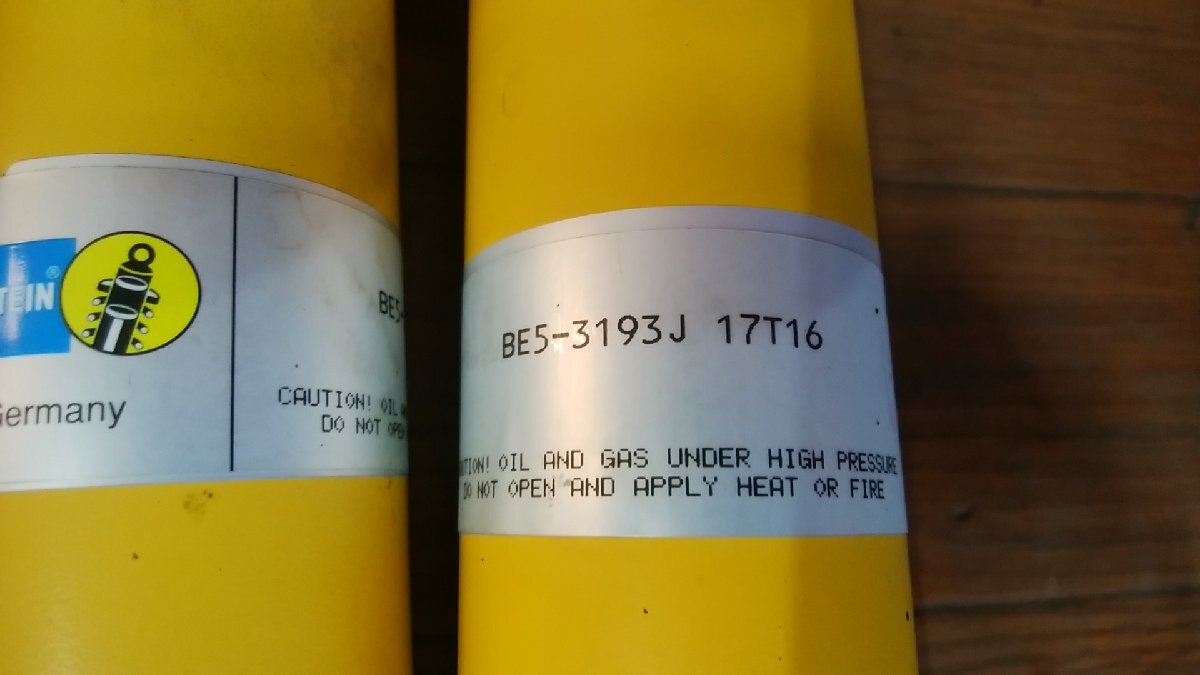 TEIN®
Germany
BE5-
CAUTION! OIL
DO NOT OPEN
BE5-3193J 17T16
UTION! OIL AND GAS UNDER HIGH PRESSURE
DO NOT OPEN AND APPLY HEAT OR FIRE